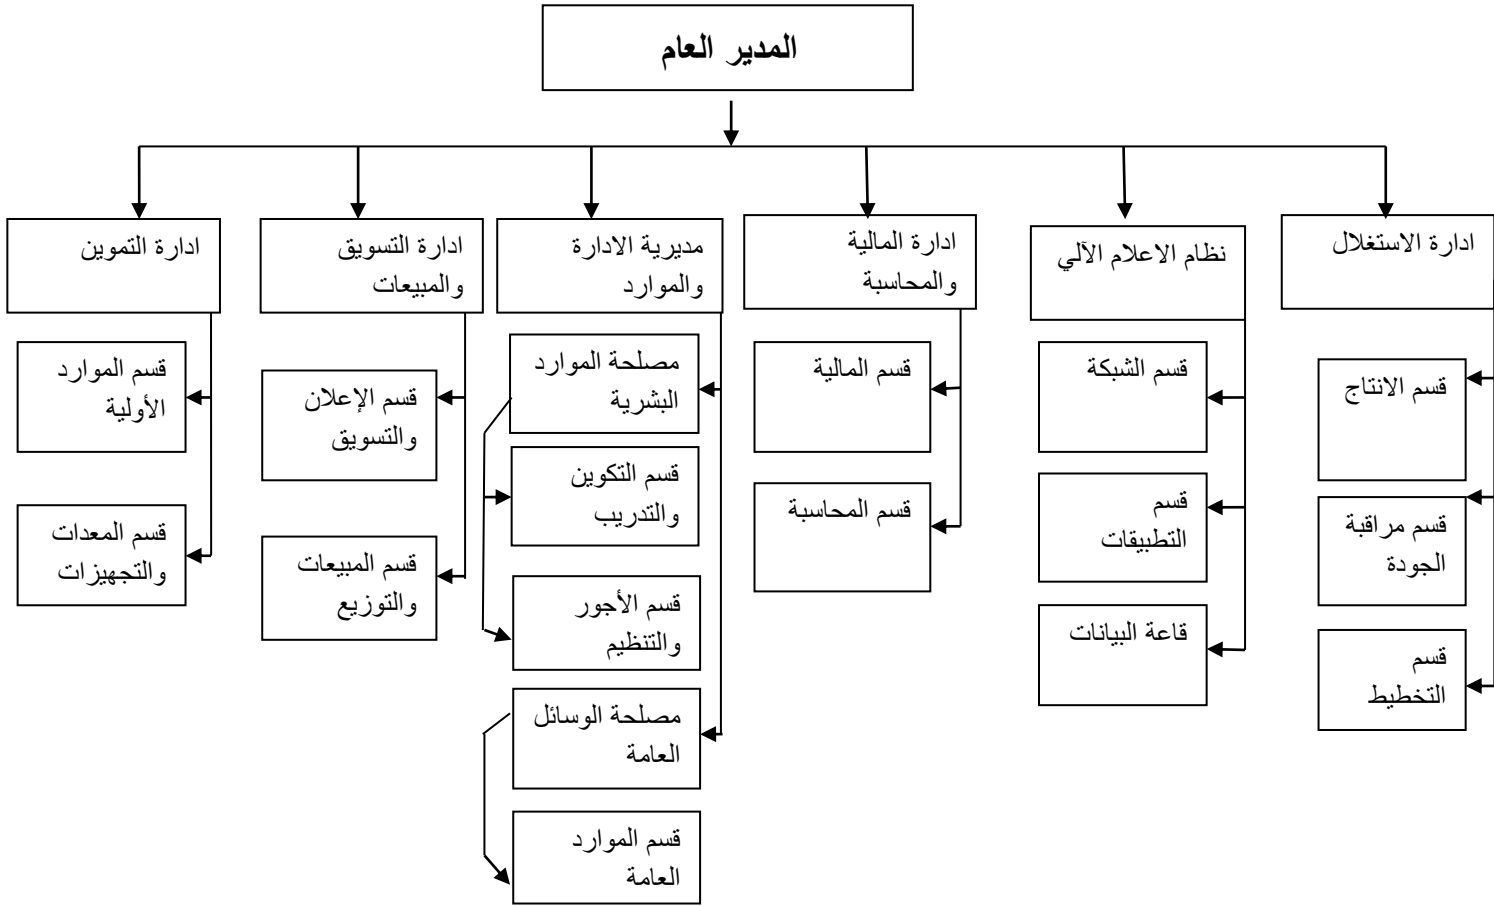 المدير العام
ادارة الاستغلال
نظام الاعلام الآلي
ادارة المالية
والمحاسبة
مديرية الادارة
والموارد
ادارة التسويق
والمبيعات
ادارة التموين
قسم الانتاج
قسم مراقبة
الجودة
قسم
التخطيط
قسم الشبكة
قسم
التطبيقات
قاعة البيانات
قسم المالية
قسم المحاسبة
مصلحة الموارد
البشرية
قسم التكوين
والتدريب
قسم الأجور
والتنظيم
مصلحة الوسائل
العامة
قسم الموارد
العامة
قسم الإعلان
والتسويق
قسم المبيعات
والتوزيع
قسم الموارد
الأولية
قسم المعدات
والتجهيزات